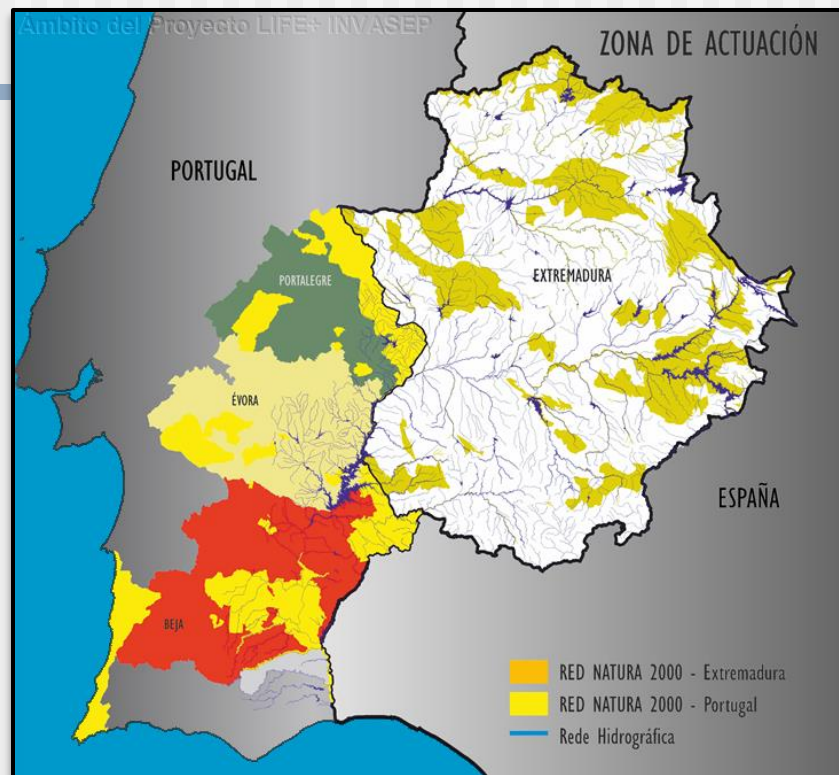 Ámbito del Proyecto LIFE+ INVASEP
ZONA DE ACTUACIÓN
PORTUGAL
PORTALEGRE
EXTREMADURA
ÉVORA
ESPAÑA
BEJA
RED NATURA 2000 - Extremadura
RED NATURA 2000 - Portugal
Rede Hidrográfica